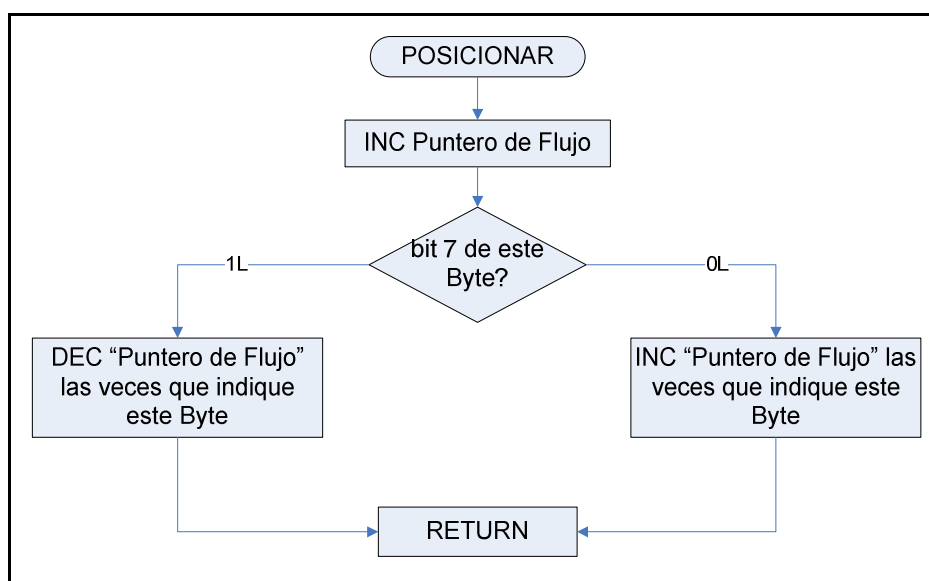 POSICIONAR
INC Puntero de Flujo
bit 7 de este
Byte?
1L
0L
DEC “Puntero de Flujo”
las veces que indique
este Byte
INC “Puntero de Flujo” las
veces que indique este
Byte
RETURN